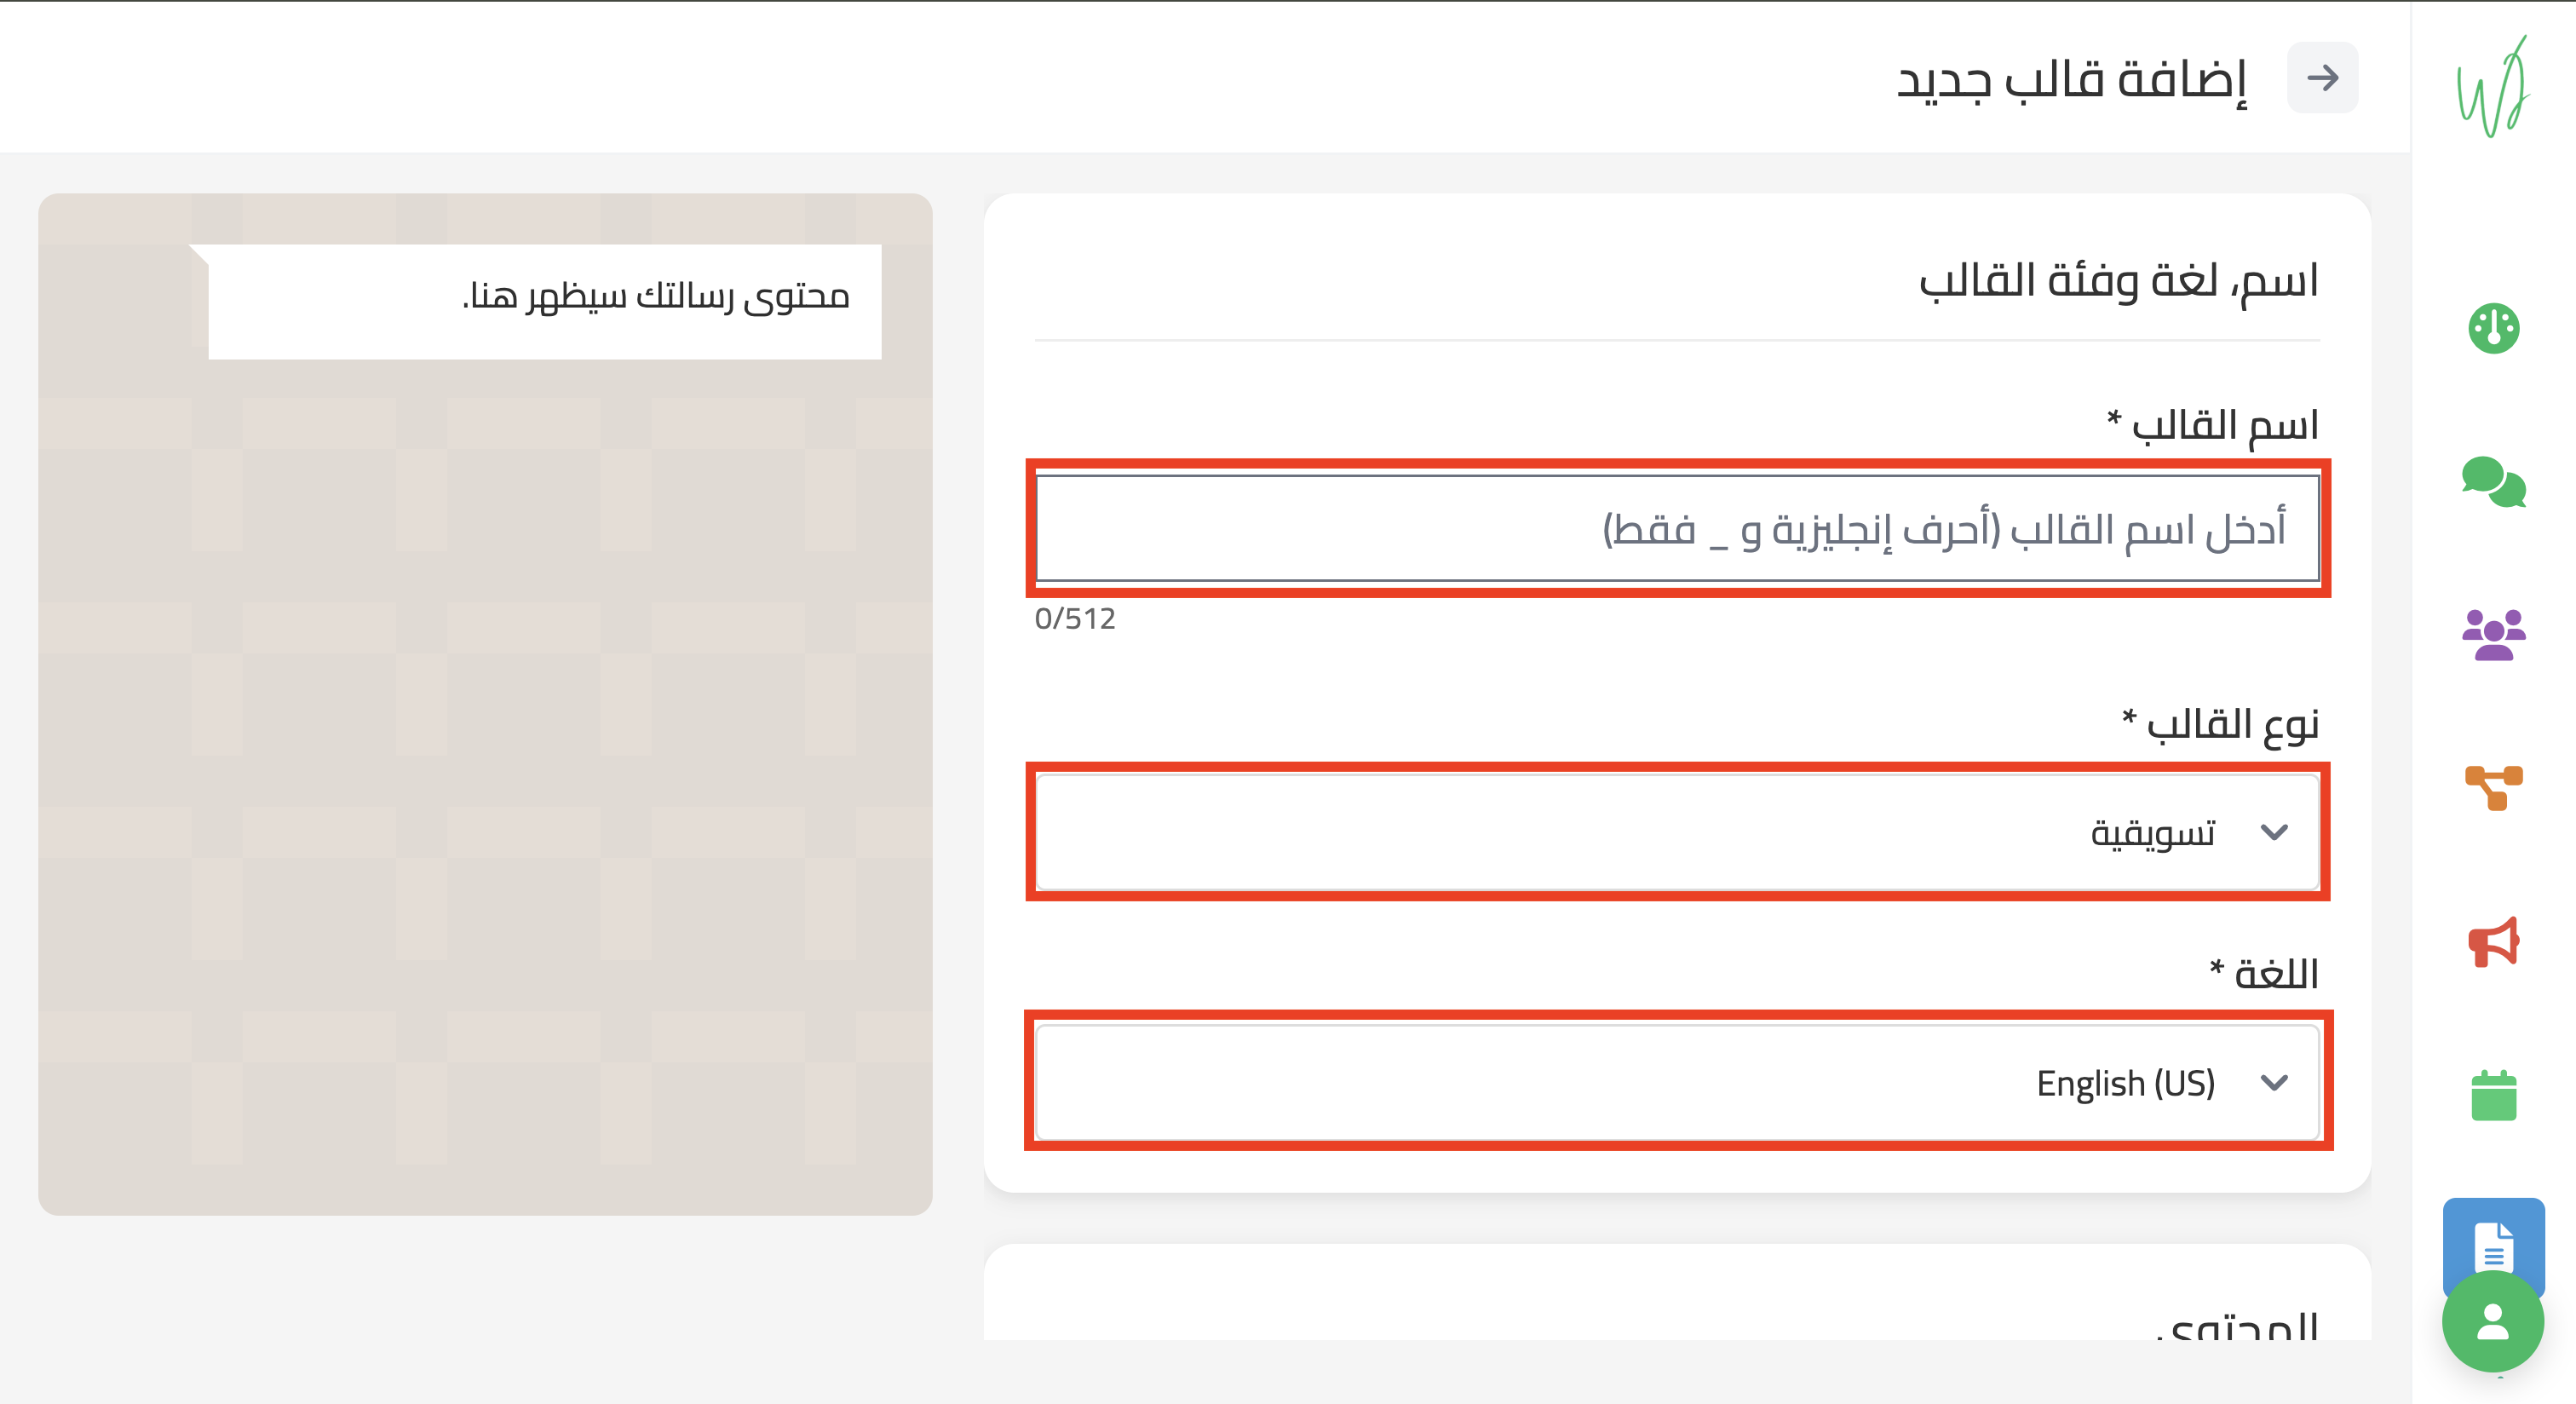 إضافة قالب جديد
اسم، لغة وفئة القالب
اسم القالب *
أدخل اسم القالب (أحرف إنجليزية و _ فقط)
0/512
نوع القالب *
تسويقية
اللغة *
English (US)
المحتوى
محتوى رسالتك سيظهر هنا.